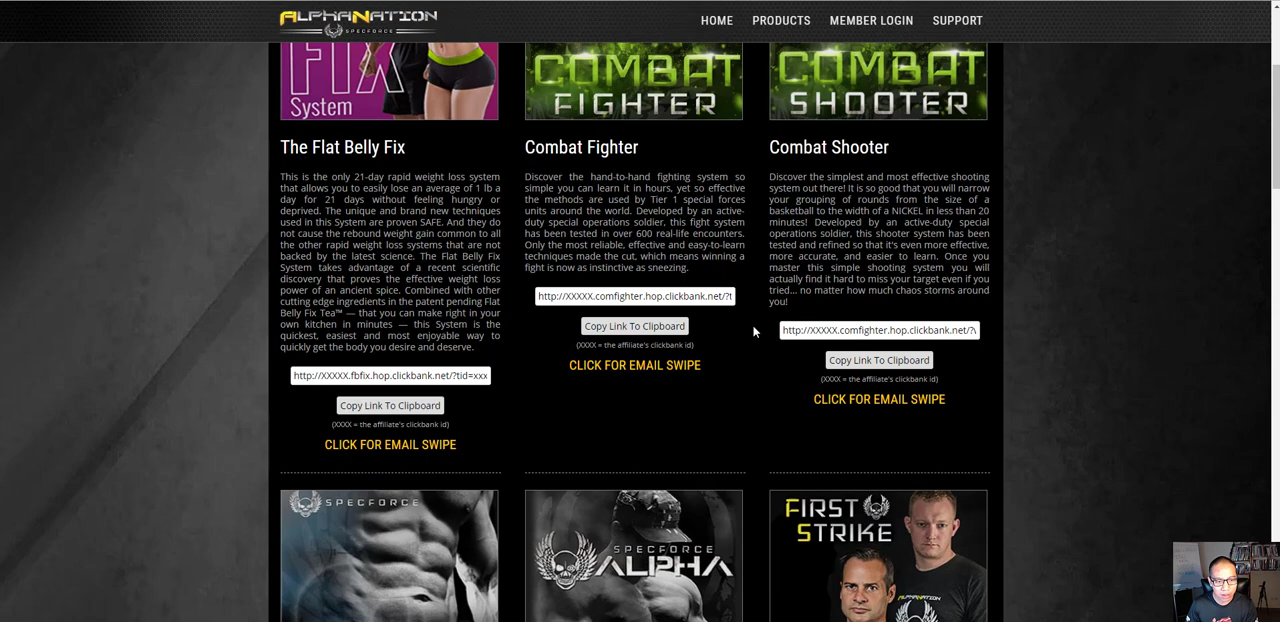 ALPHANATION
SPECFORCE
HOME
PRODUCTS
MEMBER LOGIN
SUPPORT
FIX
System
COMBAT
FIGHTER
COMBAT
SHOOTER
The Flat Belly Fix
This is the only 21-day rapid weight loss system
that allows you to easily lose an average of 1 lb a
day for 21 days without feeling hungry or
deprived. The unique and brand new techniques
used in this System are proven SAFE. And they do
not cause the rebound weight gain common to all
the other rapid weight loss systems that are not
backed by the latest science. The Flat Belly Fix
System takes advantage of a recent scientific
discovery that proves the effective weight loss
power of an ancient spice. Combined with other
cutting edge ingredients in the patent pending Flat
Belly Fix Tea™ — that you can make right in your
own kitchen in minutes — this System is the
quickest, easiest and most enjoyable way to
quickly get the body you desire and deserve.
http://XXXXX.fbfix.hop.clickbank.net/?tid=xxx
Copy Link To Clipboard
(XXXX = the affiliate's clickbank id)
CLICK FOR EMAIL SWIPE
Combat Fighter
Discover the hand-to-hand fighting system so
simple you can learn it in hours, yet so effective
the methods are used by Tier 1 special forces
units around the world. Developed by an active-
duty special operations soldier, this fight system
has been tested in over 600 real-life encounters.
Only the most reliable, effective and easy-to-learn
techniques made the cut, which means winning a
fight is now as instinctive as sneezing.
http://XXXXX.comfighter.hop.clickbank.net/?t
Copy Link To Clipboard
(XXXX = the affiliate's clickbank id)
CLICK FOR EMAIL SWIPE
Combat Shooter
Discover the simplest and most effective shooting
system out there! It is so good that you will narrow
your grouping of rounds from the size of a
basketball to the width of a NICKEL in less than 20
minutes! Developed by an active-duty special
operations soldier, this shooter system has been
tested and refined so that it's even more effective,
more accurate, and easier to learn. Once you
master this simple shooting system you will
actually find it hard to miss your target even if you
tried... no matter how much chaos storms around
you!
http://XXXXX.comfighter.hop.clickbank.net/?\
Copy Link To Clipboard
(XXXX = the affiliate's clickbank id)
CLICK FOR EMAIL SWIPE
SPECFORCE
SPECFORCE
ALPHA
FIRST
STRIKE
ALPHANATION